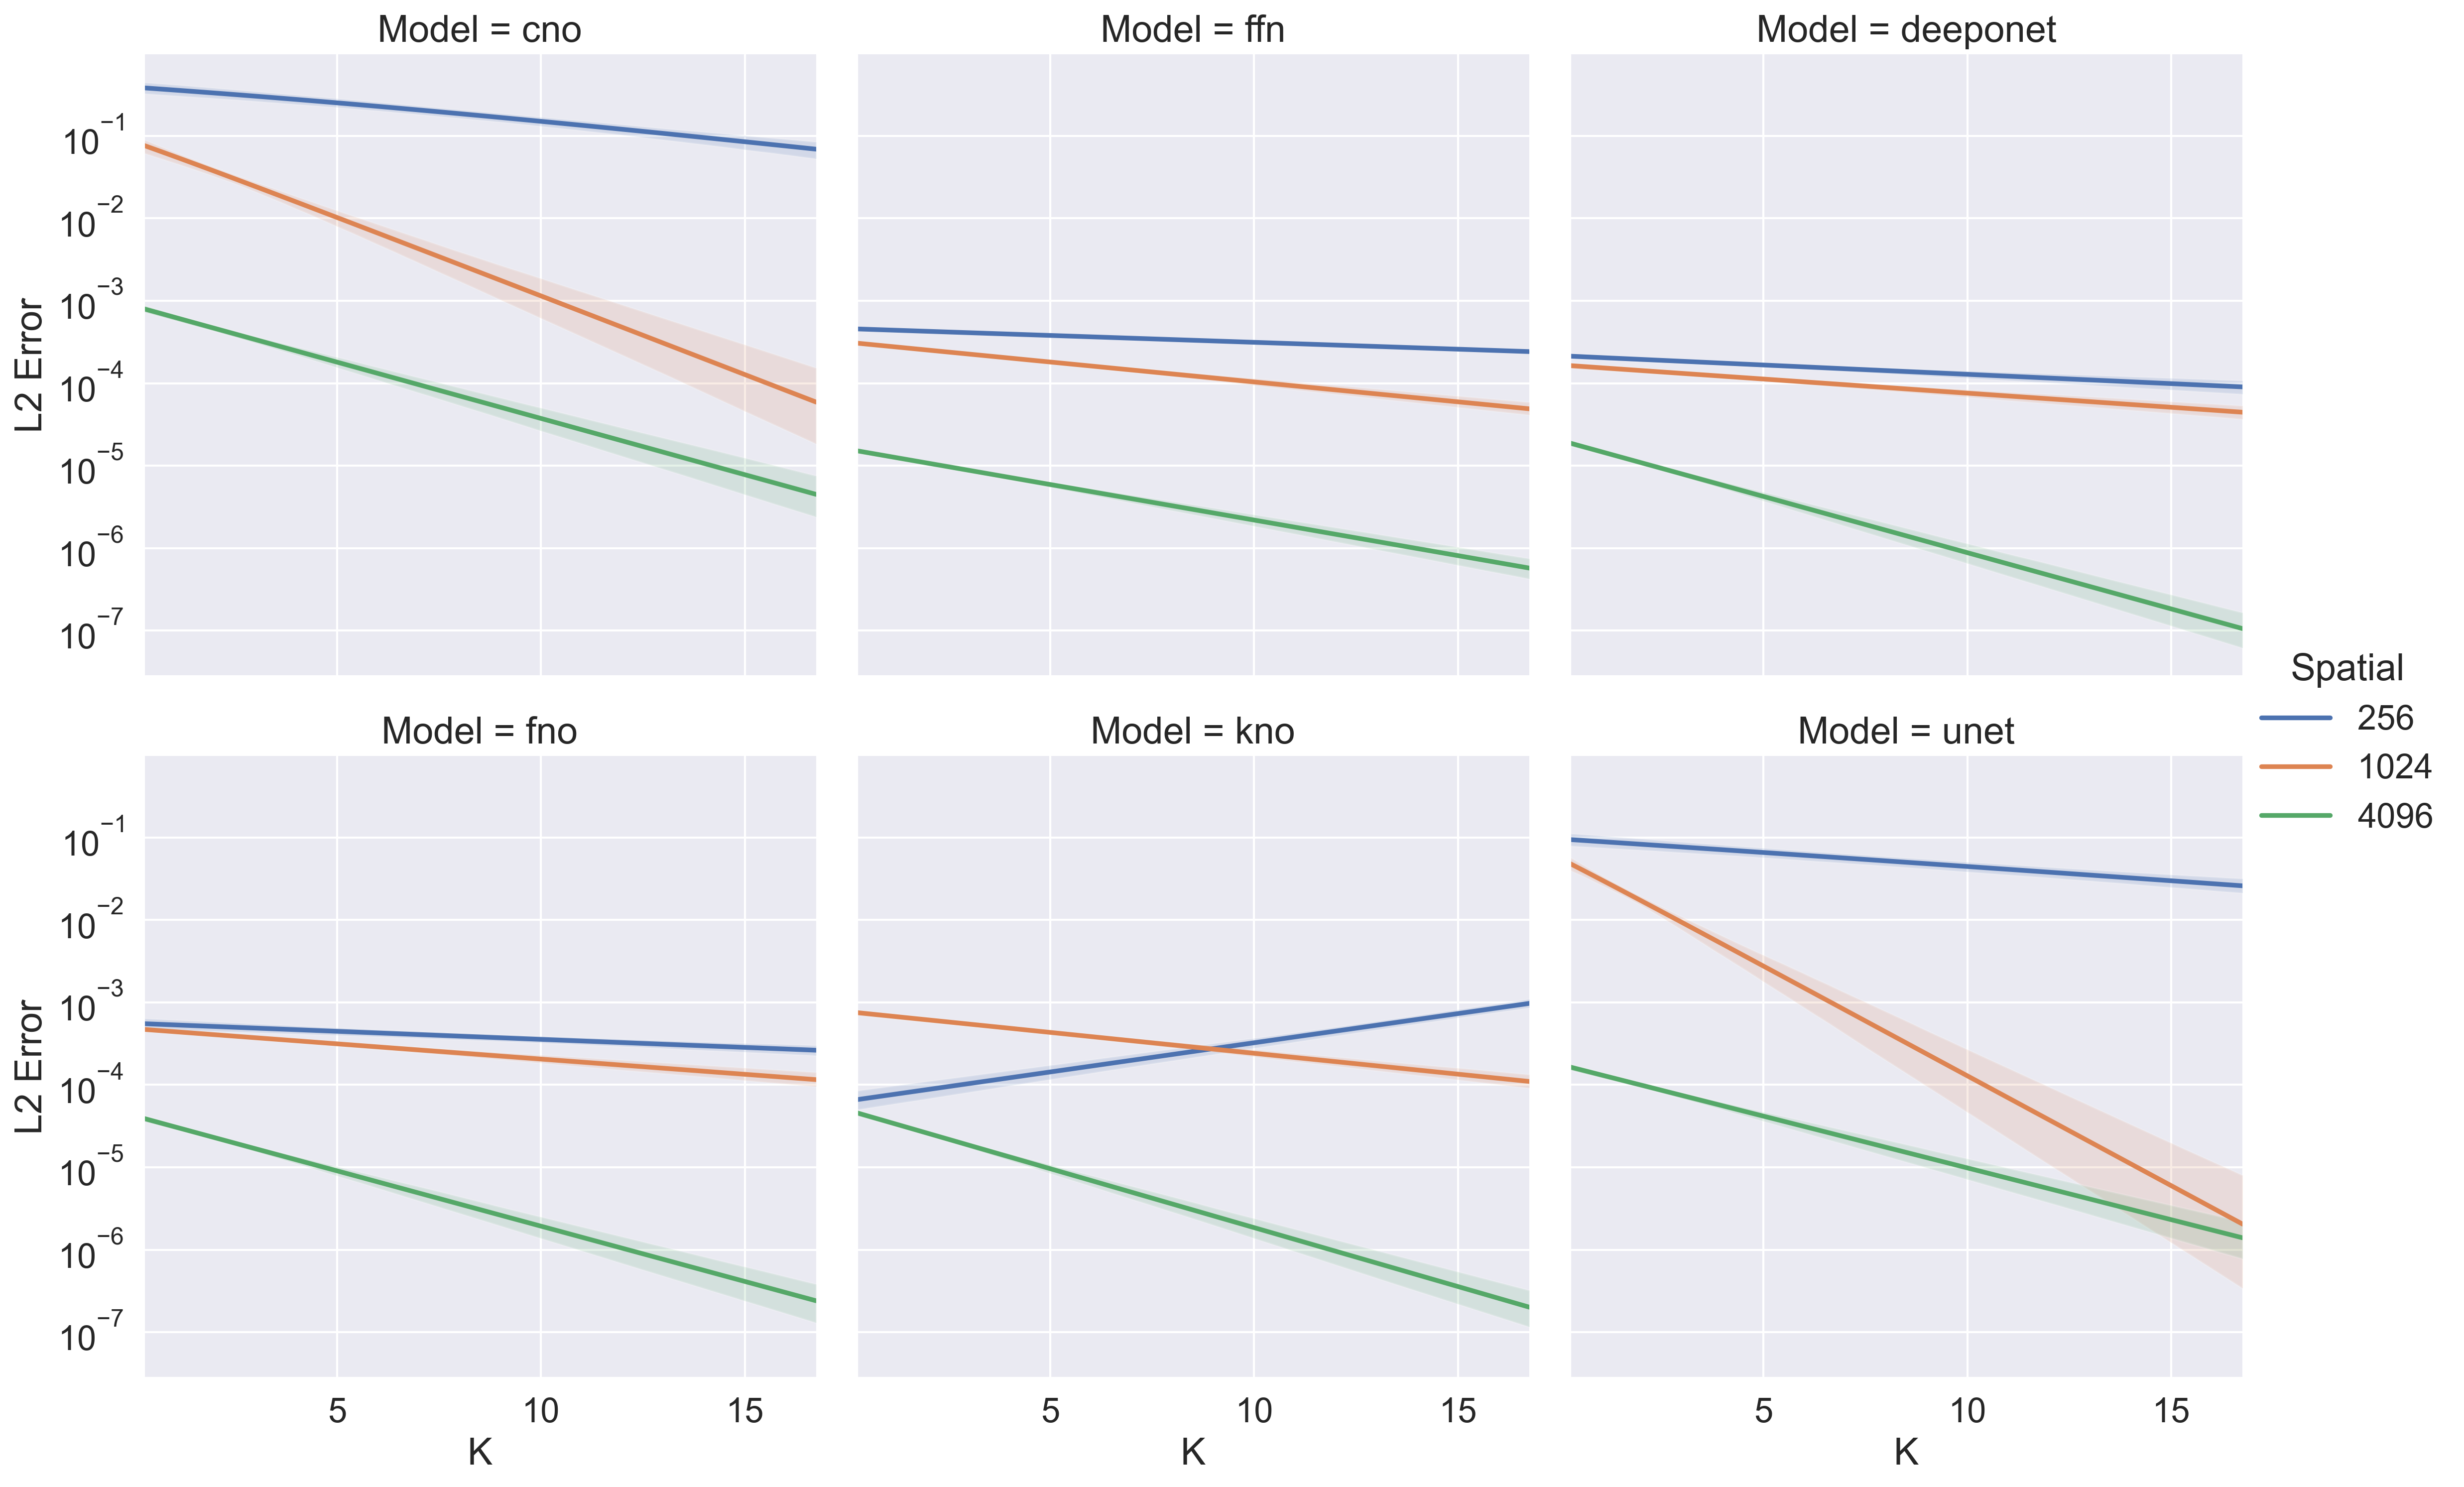 Model = cno
Model = ffn
Model = deeponet
L2 Error
10⁻¹
10⁻²
10⁻³
10⁻⁴
10⁻⁵
10⁻⁶
10⁻⁷
Spatial
256
1024
4096
Model = fno
Model = kno
Model = unet
L2 Error
10⁻¹
10⁻²
10⁻³
10⁻⁴
10⁻⁵
10⁻⁶
10⁻⁷
5 10 15
5 10 15
5 10 15
K
K
K